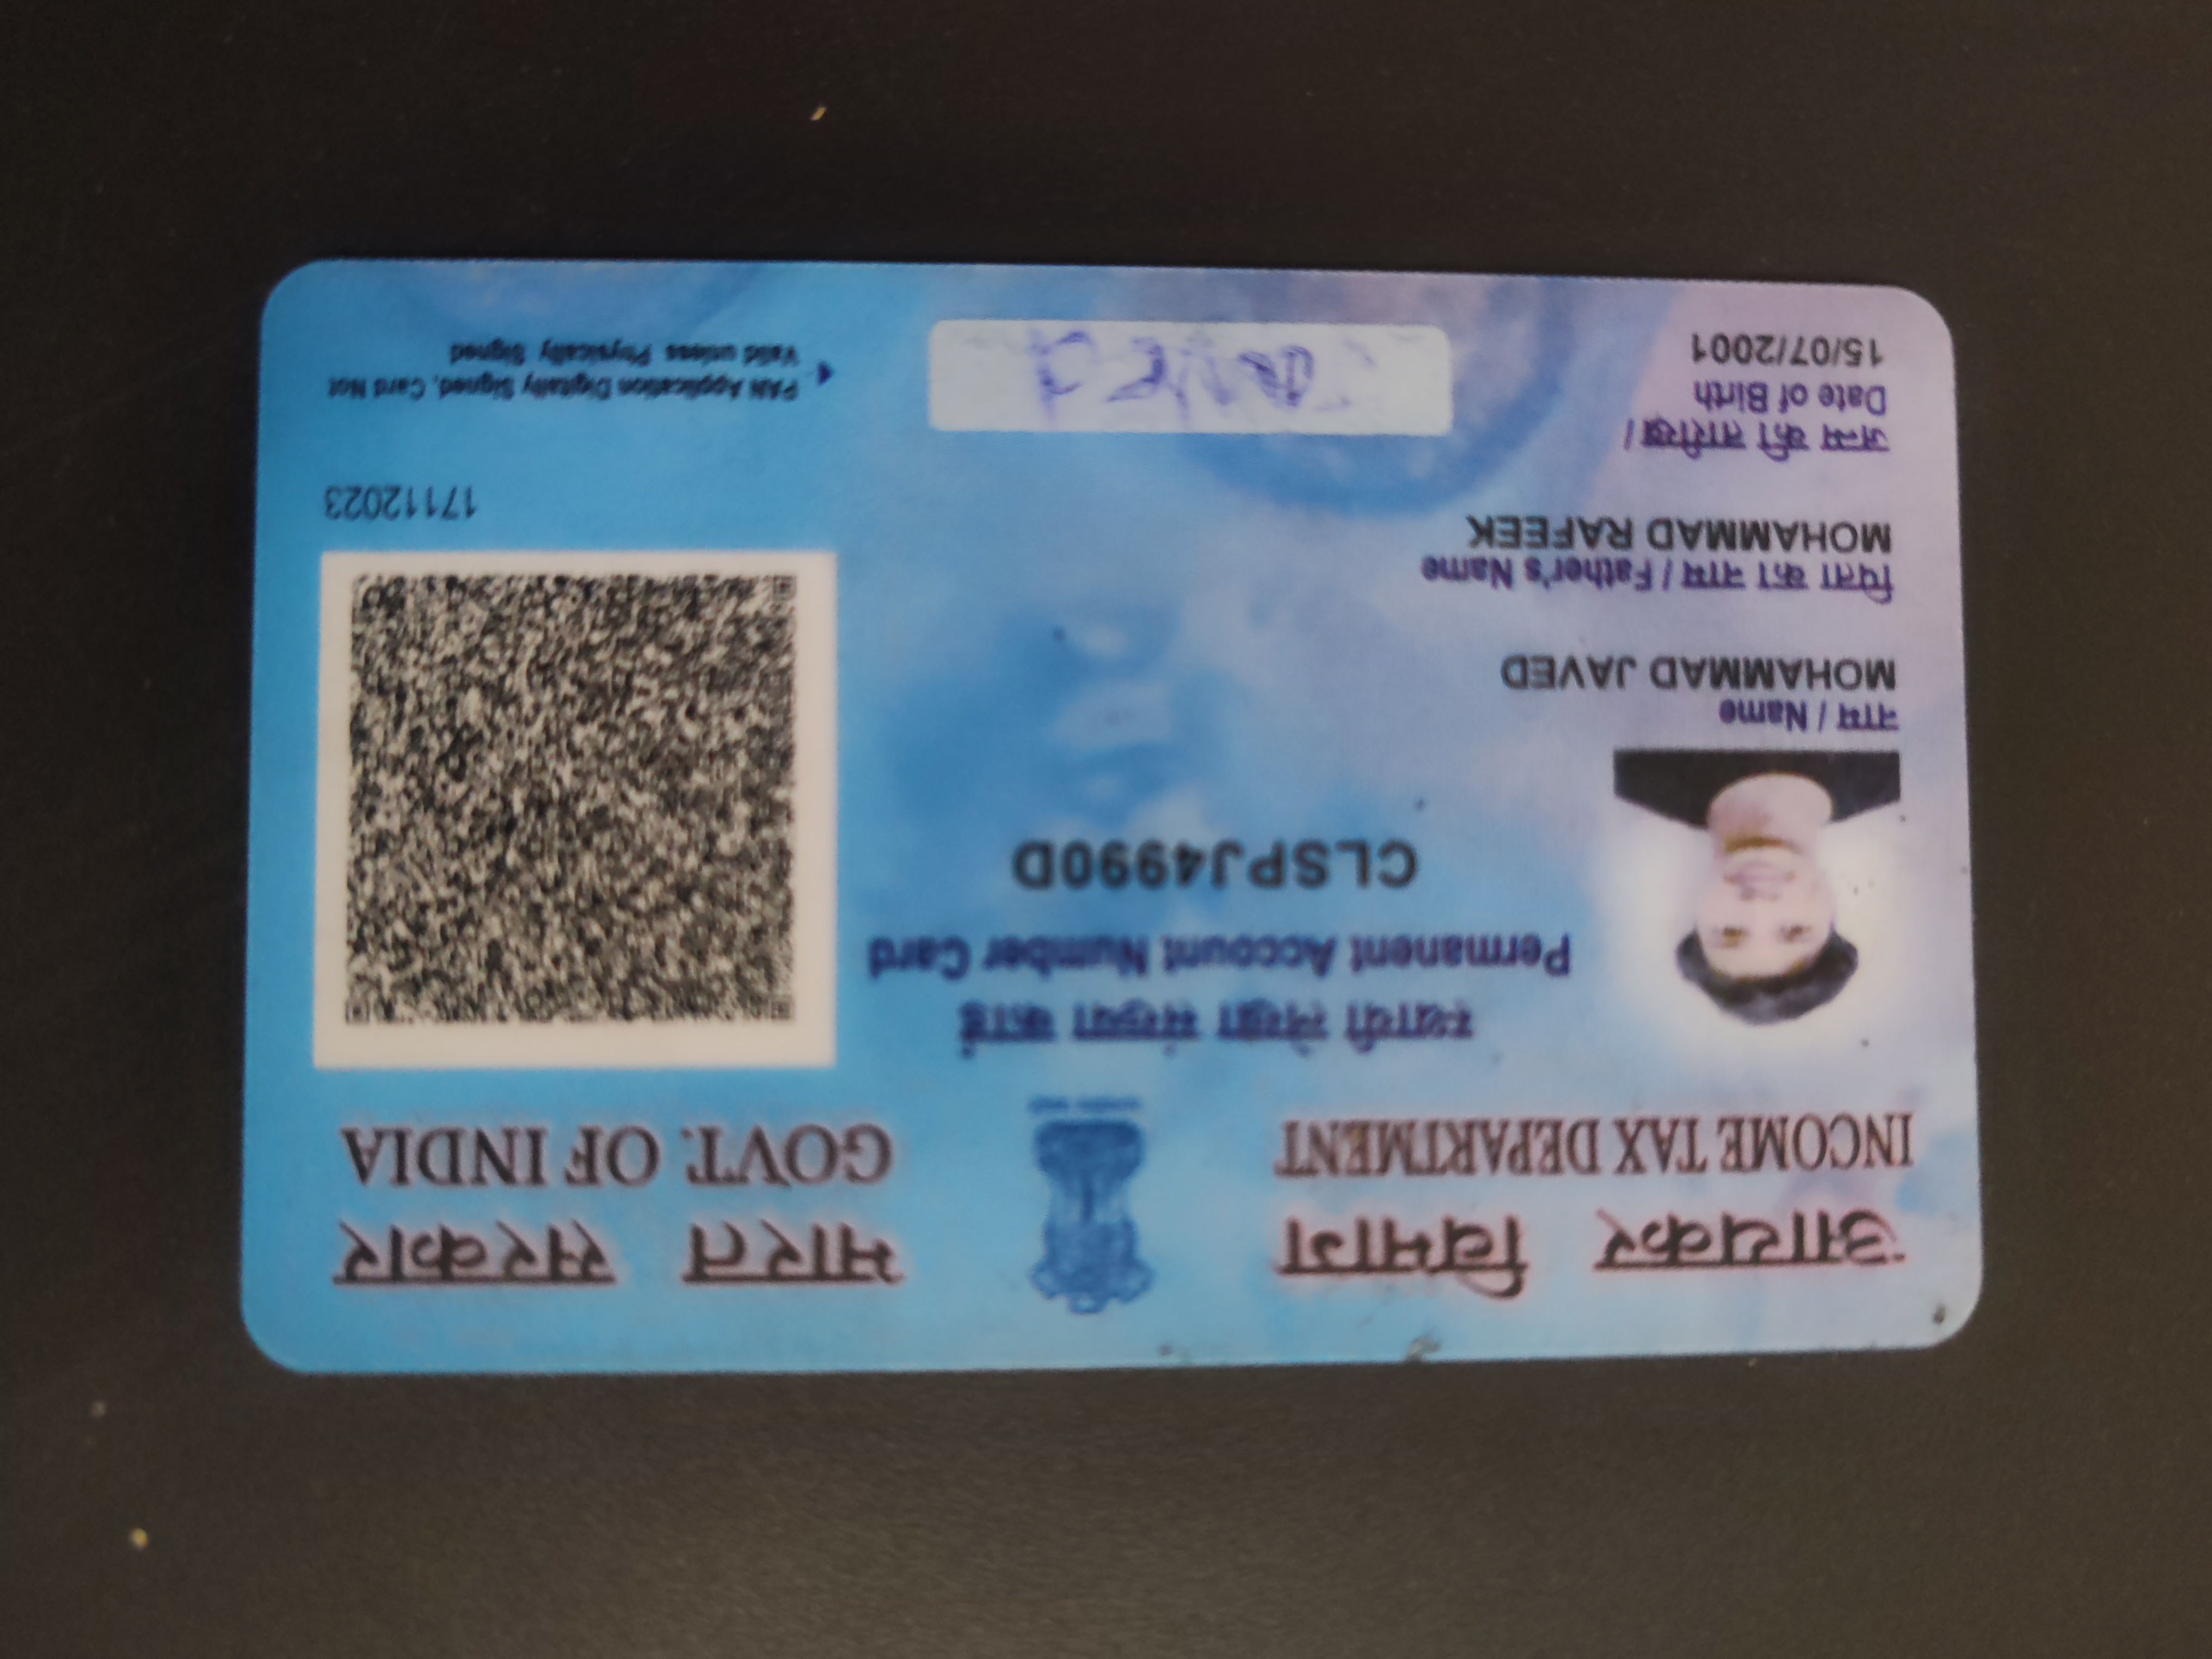 आयकर विभाग
INCOME TAX DEPARTMENT
भारत सरकार
GOVT. OF INDIA
स्थायी लेखा संख्या कार्ड
Permanent Account Number Card
CLSPJ4990D
नाम / Name
MOHAMMAD JAVED
पिता का नाम / Father's Name
MOHAMMAD RAFEEK
जन्म की तारीख /
Date of Birth
15/07/2001
17112023
PAN Application Digitally Signed, Card Not
Valid unless Physically Signed